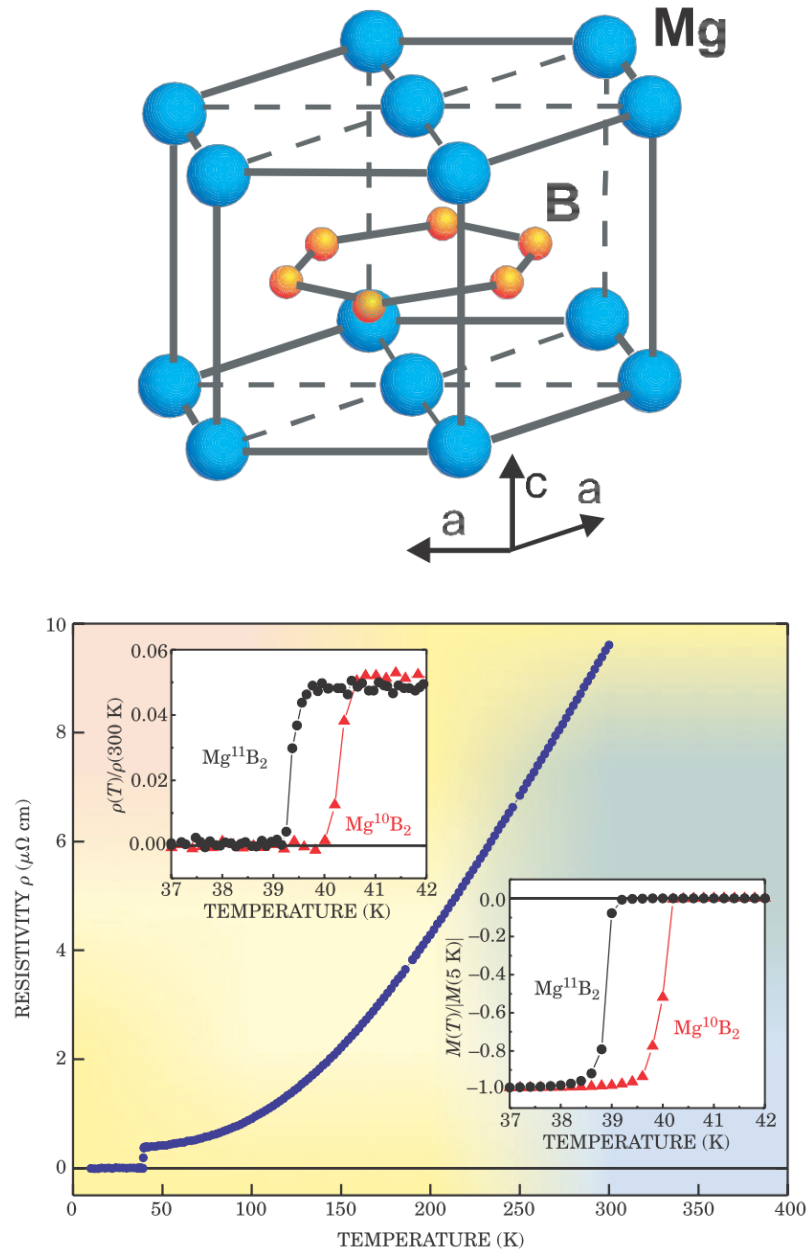 Mg
B
c
a
a
10
8
6
4
2
0
RESISTIVITY ρ (μΩ cm)
0 50 100 150 200 250 300 350 400
TEMPERATURE (K)
0.06
0.04
0.02
0.00
ρ(T)/ρ(300 K)
Mg¹¹B₂
Mg¹⁰B₂
37 38 39 40 41 42
TEMPERATURE (K)
0.0
−0.2
−0.4
−0.6
−0.8
−1.0
M(T)/|M(5 K)|
Mg¹¹B₂
Mg¹⁰B₂
37 38 39 40 41 42
TEMPERATURE (K)